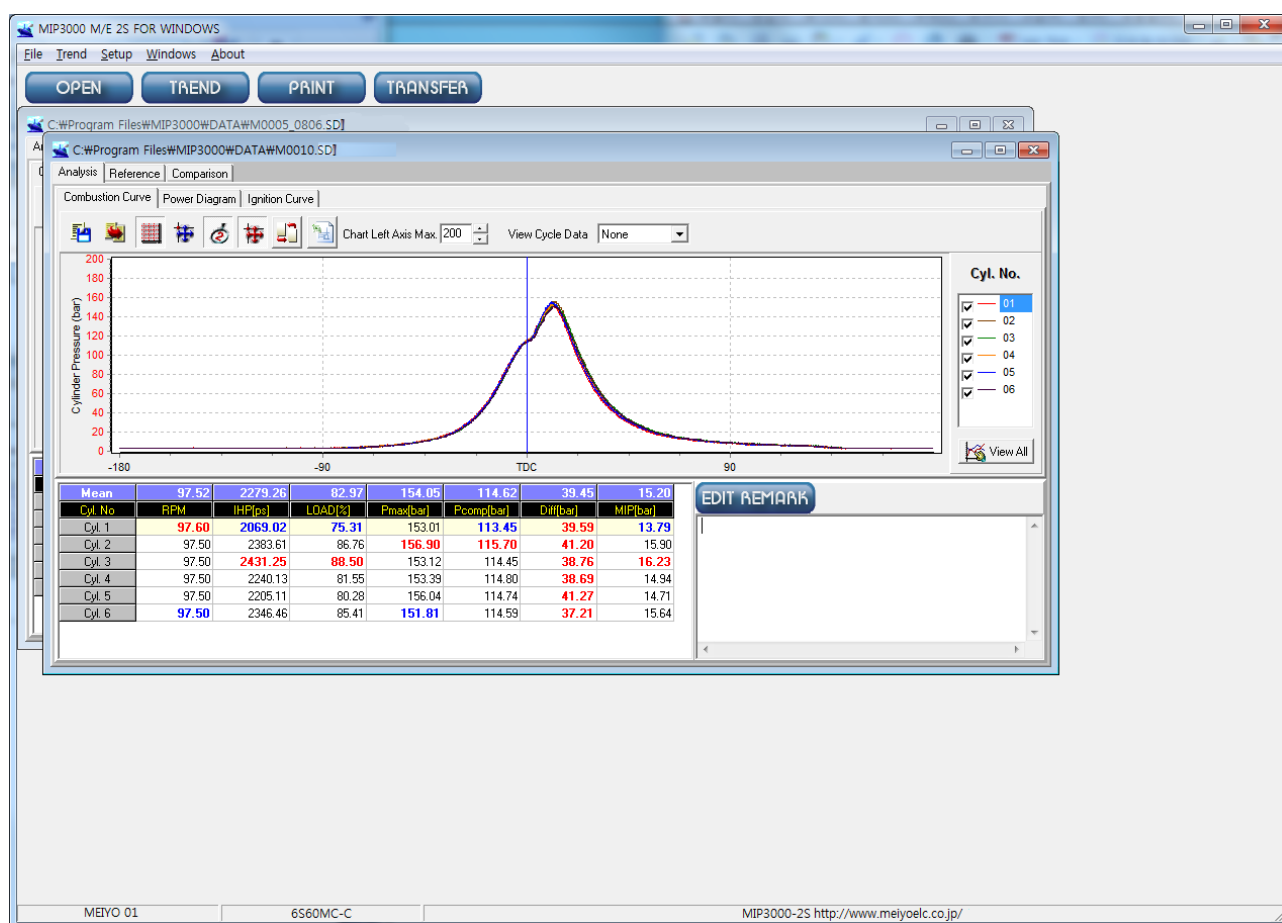 MIP3000 M/E 2S FOR WINDOWS
File Trend Setup Windows About
OPEN TREND PRINT TRANSFER
C:₩Program Files₩MIP3000₩DATA₩M0005_0806.SD]
C:₩Program Files₩MIP3000₩DATA₩M0010.SD]
Analysis Reference Comparison
Combustion Curve Power Diagram Ignition Curve
Chart Left Axis Max. 200 View Cycle Data None
Cylinder Pressure (bar)
200
180
160
140
120
100
80
60
40
20
0
-180 -90 TDC 90
Cyl. No.
01
02
03
04
05
06
View All
Mean 97.52 2279.26 82.97 154.05 114.62 39.45 15.20
Cyl. No RPM IHP[ps] LOAD[%] Pmax[bar] Pcomp[bar] Diff[bar] MIP[bar]
Cyl. 1 97.60 2069.02 75.31 153.01 113.45 39.59 13.79
Cyl. 2 97.50 2383.61 86.76 156.90 115.70 41.20 15.90
Cyl. 3 97.50 2431.25 88.50 153.12 114.45 38.76 16.23
Cyl. 4 97.50 2240.13 81.55 153.39 114.80 38.69 14.94
Cyl. 5 97.50 2205.11 80.28 156.04 114.74 41.27 14.71
Cyl. 6 97.50 2346.46 85.41 151.81 114.59 37.21 15.64
EDIT REMARK
MEIYO 01 6S60MC-C MIP3000-2S http://www.meiyoelc.co.jp/